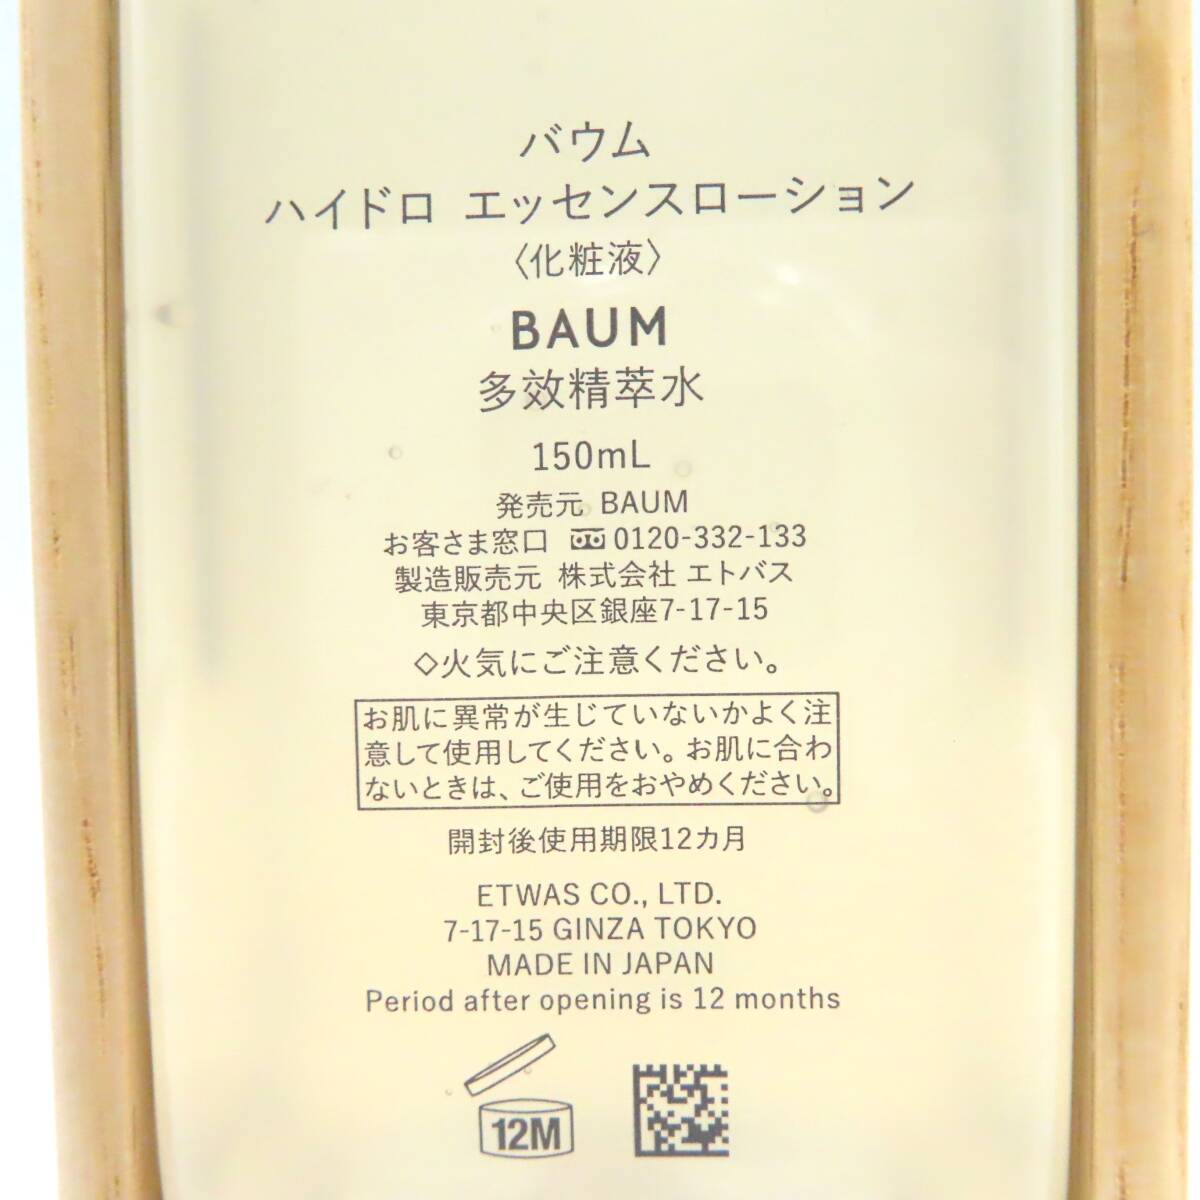 バウム
ハイドロ エッセンスローション
〈化粧液〉
BAUM
多效精萃水
150mL
発売元 BAUM
お客さま窓口 0120-332-133
製造販売元 株式会社 エトバス
東京都中央区銀座7-17-15
◇火気にご注意ください。
お肌に異常が生じていないかよく注
意して使用してください。お肌に合わ
ないときは、ご使用をおやめください。
開封後使用期限12カ月
ETWAS CO., LTD.
7-17-15 GINZA TOKYO
MADE IN JAPAN
Period after opening is 12 months
12M